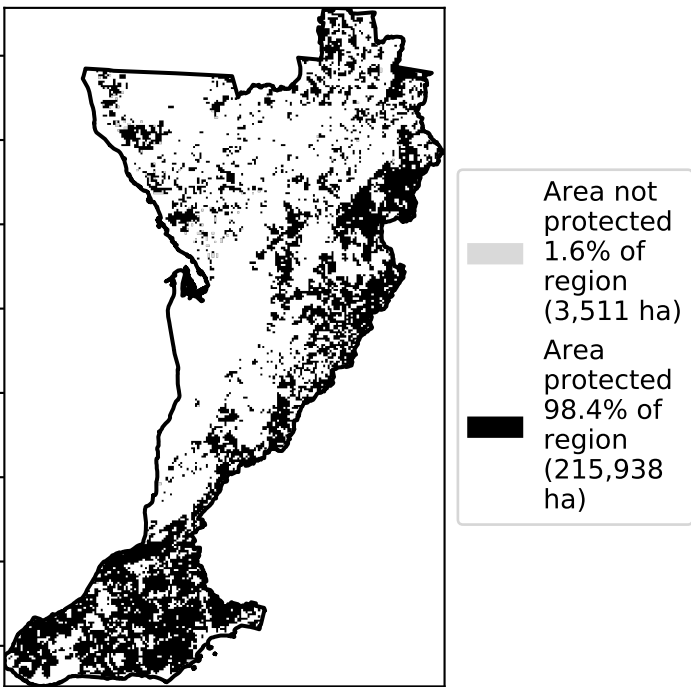 Area not
protected
1.6% of
region
(3,511 ha)
Area
protected
98.4% of
region
(215,938
ha)